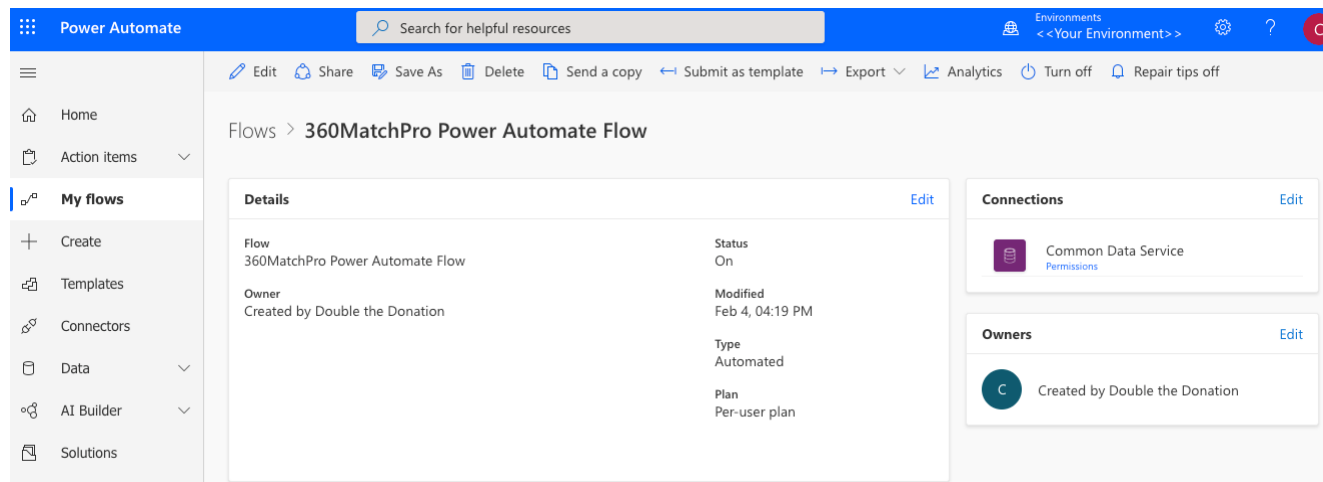 Power Automate
Search for helpful resources
Environments
<<Your Environment>>
?
C
Edit Share Save As Delete Send a copy Submit as template Export Analytics Turn off Repair tips off
Home
Action items
My flows
Create
Templates
Connectors
Data
AI Builder
Solutions
Flows > 360MatchPro Power Automate Flow
Details Edit
Flow
360MatchPro Power Automate Flow
Owner
Created by Double the Donation
Status
On
Modified
Feb 4, 04:19 PM
Type
Automated
Plan
Per-user plan
Connections Edit
Common Data Service
Permissions
Owners Edit
C
Created by Double the Donation